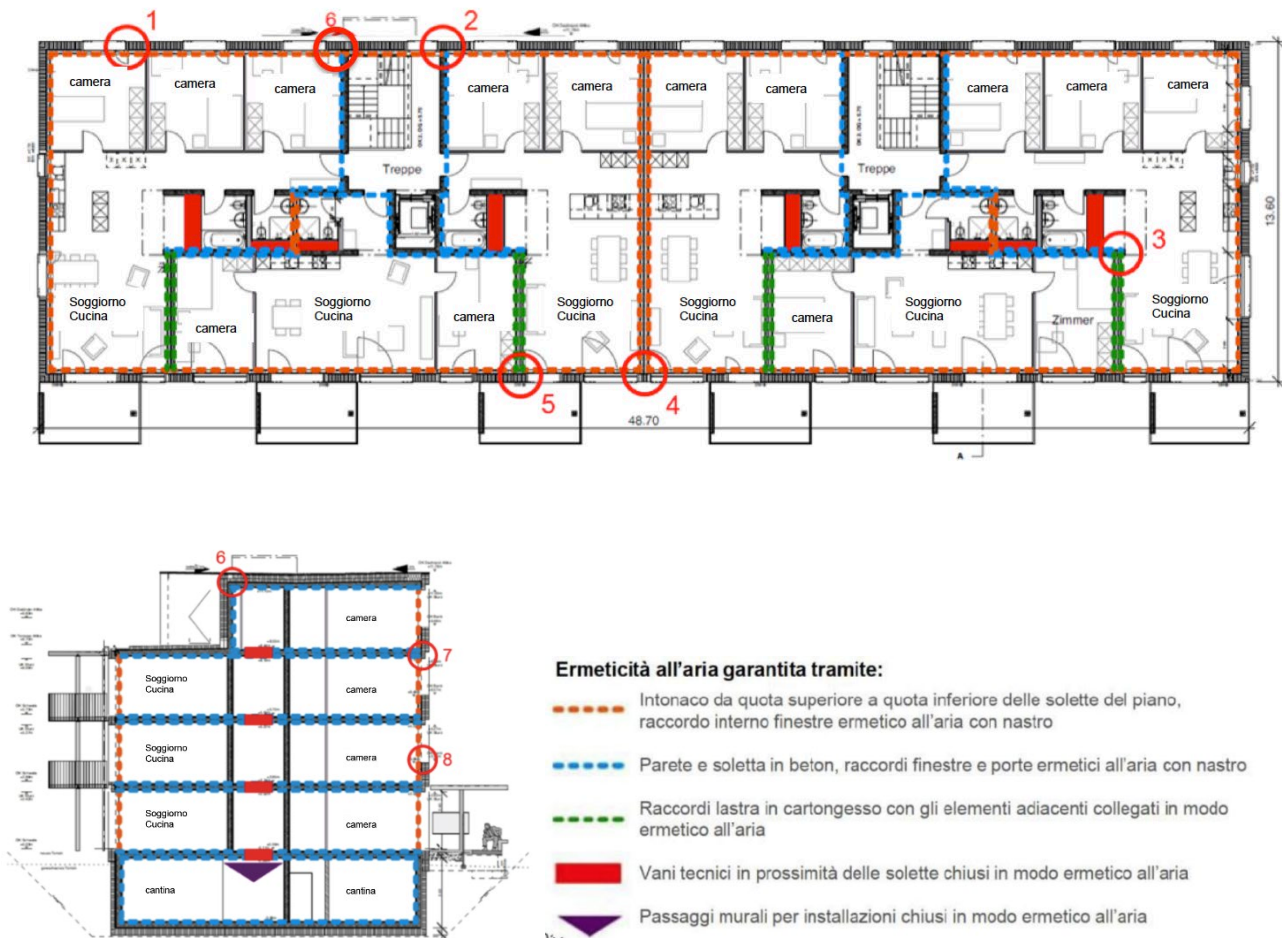 1
6
2
camera
camera
camera
camera
camera
camera
camera
camera
camera
camera
Treppe
Treppe
3
13.60
Soggiorno
Cucina
camera
Soggiorno
Cucina
camera
Soggiorno
Cucina
Soggiorno
Cucina
camera
Soggiorno
Cucina
Zimmer
Soggiorno
Cucina
5
4
48.70
A
6
camera
7
Soggiorno
Cucina
camera
Soggiorno
Cucina
camera
8
Soggiorno
Cucina
camera
cantina
cantina
Ermeticità all'aria garantita tramite:
Intonaco da quota superiore a quota inferiore delle solette del piano,
raccordo interno finestre ermetico all'aria con nastro
Parete e soletta in beton, raccordi finestre e porte ermetici all'aria con nastro
Raccordi lastra in cartongesso con gli elementi adiacenti collegati in modo
ermetico all'aria
Vani tecnici in prossimità delle solette chiusi in modo ermetico all'aria
Passaggi murali per installazioni chiusi in modo ermetico all'aria